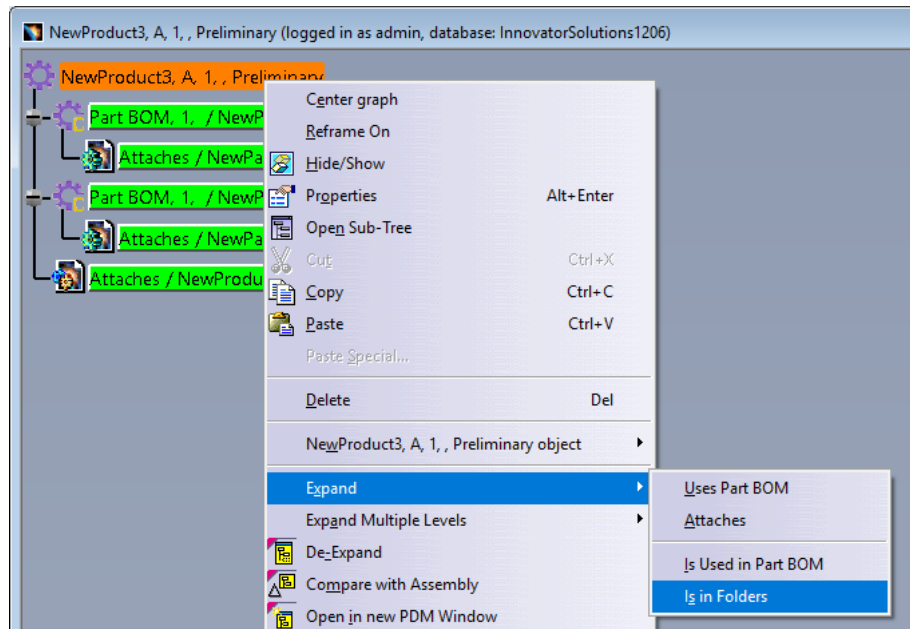 NewProduct3, A, 1, , Preliminary (logged in as admin, database: InnovatorSolutions1206)
NewProduct3, A, 1, , Preliminary
Part BOM, 1, / NewP
Attaches / NewPa
Part BOM, 1, / NewP
Attaches / NewPa
Attaches / NewProdu
Center graph
Reframe On
Hide/Show
Properties Alt+Enter
Open Sub-Tree
Cut Ctrl+X
Copy Ctrl+C
Paste Ctrl+V
Paste Special...
Delete Del
NewProduct3, A, 1, , Preliminary object
Expand
Expand Multiple Levels
De-Expand
Compare with Assembly
Open in new PDM Window
Uses Part BOM
Attaches
Is Used in Part BOM
Is in Folders